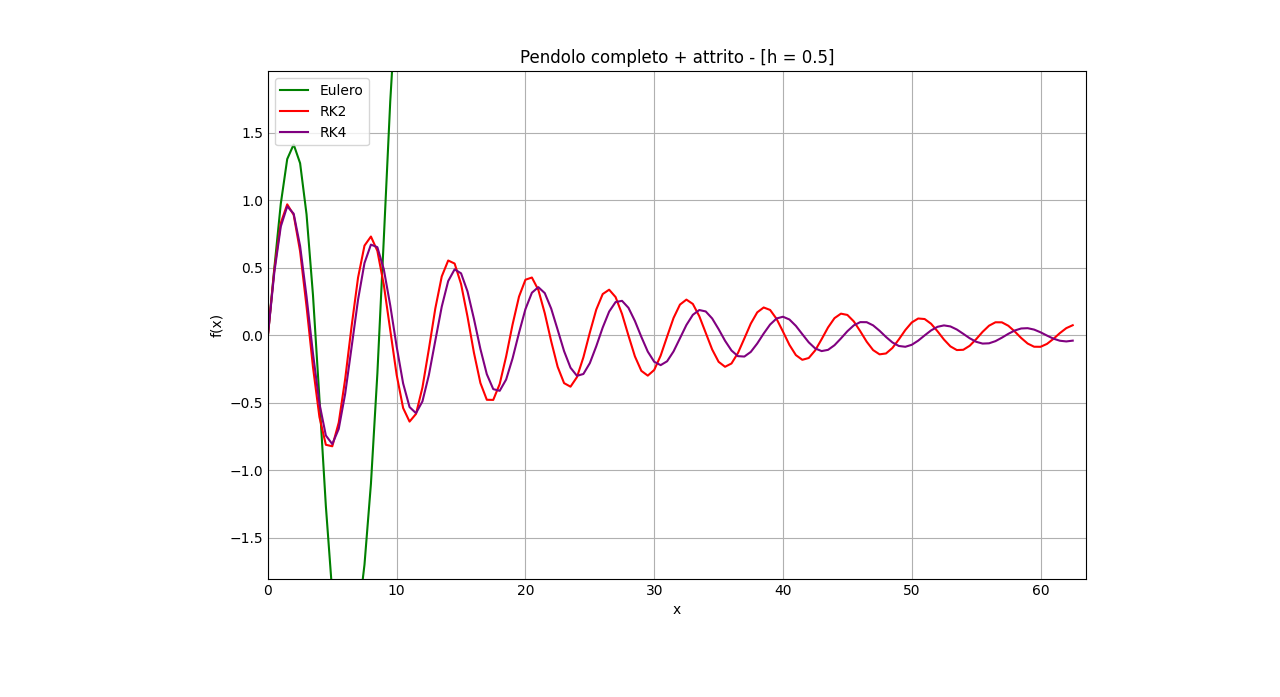 Pendolo completo + attrito - [h = 0.5]
Eulero
RK2
RK4
1.5
1.0
0.5
0.0
−0.5
−1.0
−1.5
f(x)
0 10 20 30 40 50 60
x